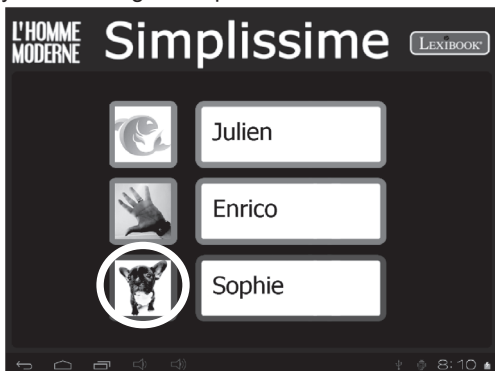 L'HOMME
MODERNE
Simplissime
LEXIBOOK®
Julien
Enrico
Sophie
8:10